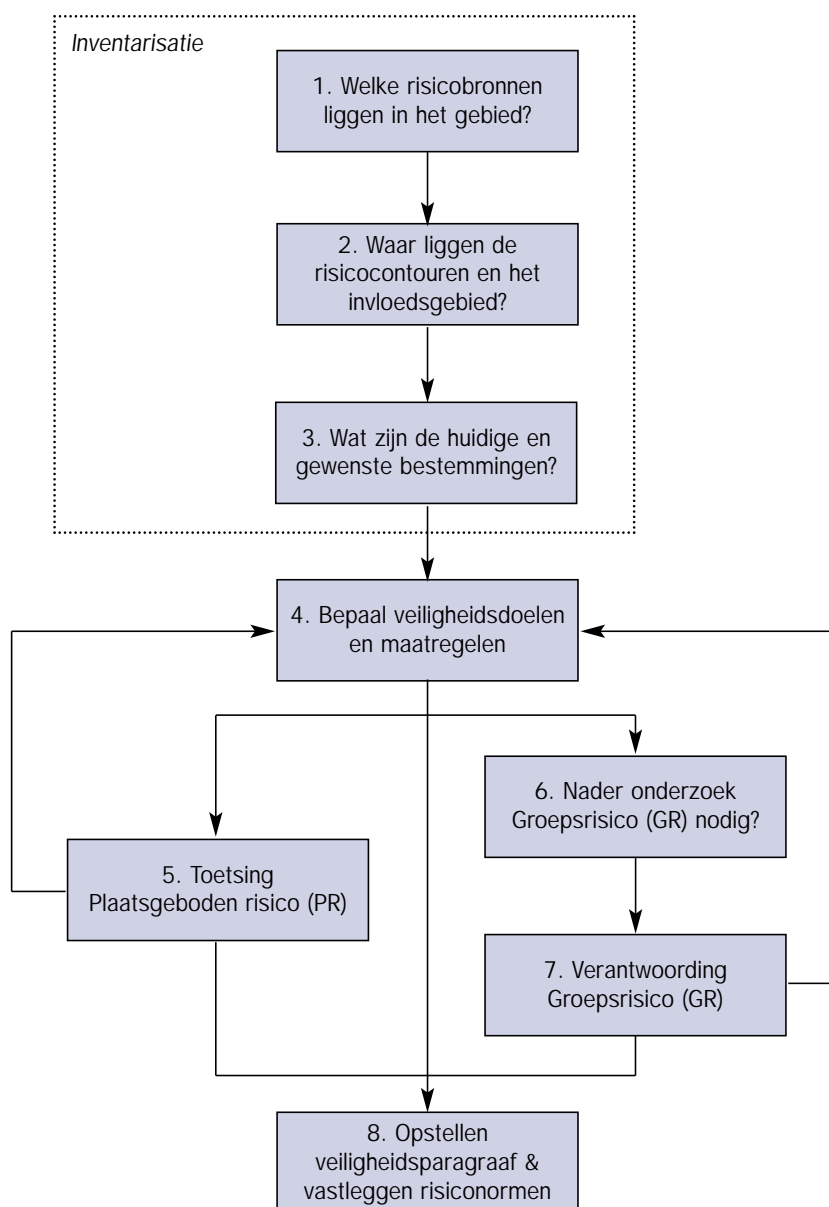 Inventarisatie
1. Welke risicobronnen
liggen in het gebied?
2. Waar liggen de
risicocontouren en het
invloedsgebied?
3. Wat zijn de huidige en
gewenste bestemmingen?
4. Bepaal veiligheidsdoelen
en maatregelen
6. Nader onderzoek
Groepsrisico (GR) nodig?
5. Toetsing
Plaatsgeboden risico (PR)
7. Verantwoording
Groepsrisico (GR)
8. Opstellen
veiligheidsparagraaf &
vastleggen risiconormen